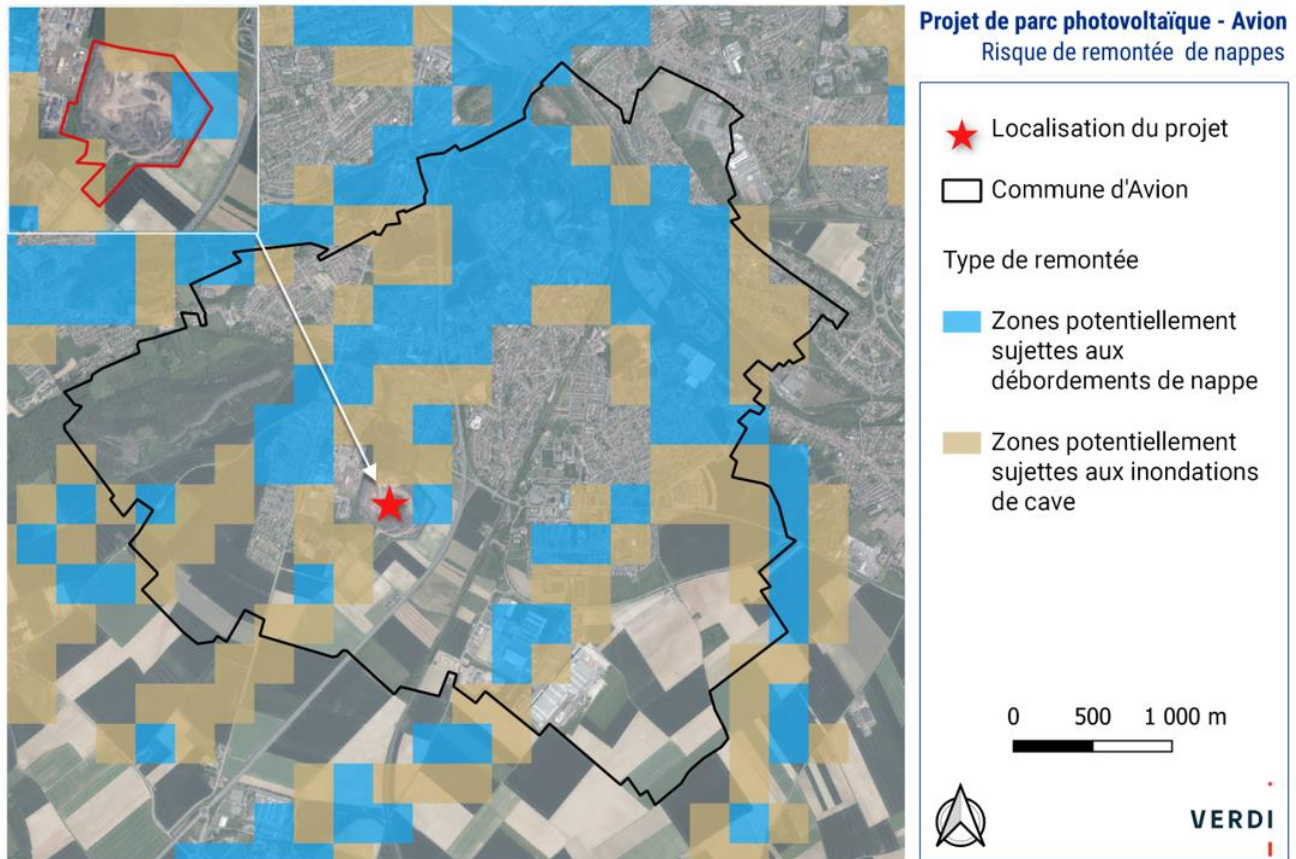 Projet de parc photovoltaïque - Avion
Risque de remontée de nappes
Localisation du projet
Commune d'Avion
Type de remontée
Zones potentiellement
sujettes aux
débordements de nappe
Zones potentiellement
sujettes aux inondations
de cave
0 500 1 000 m
VERDI